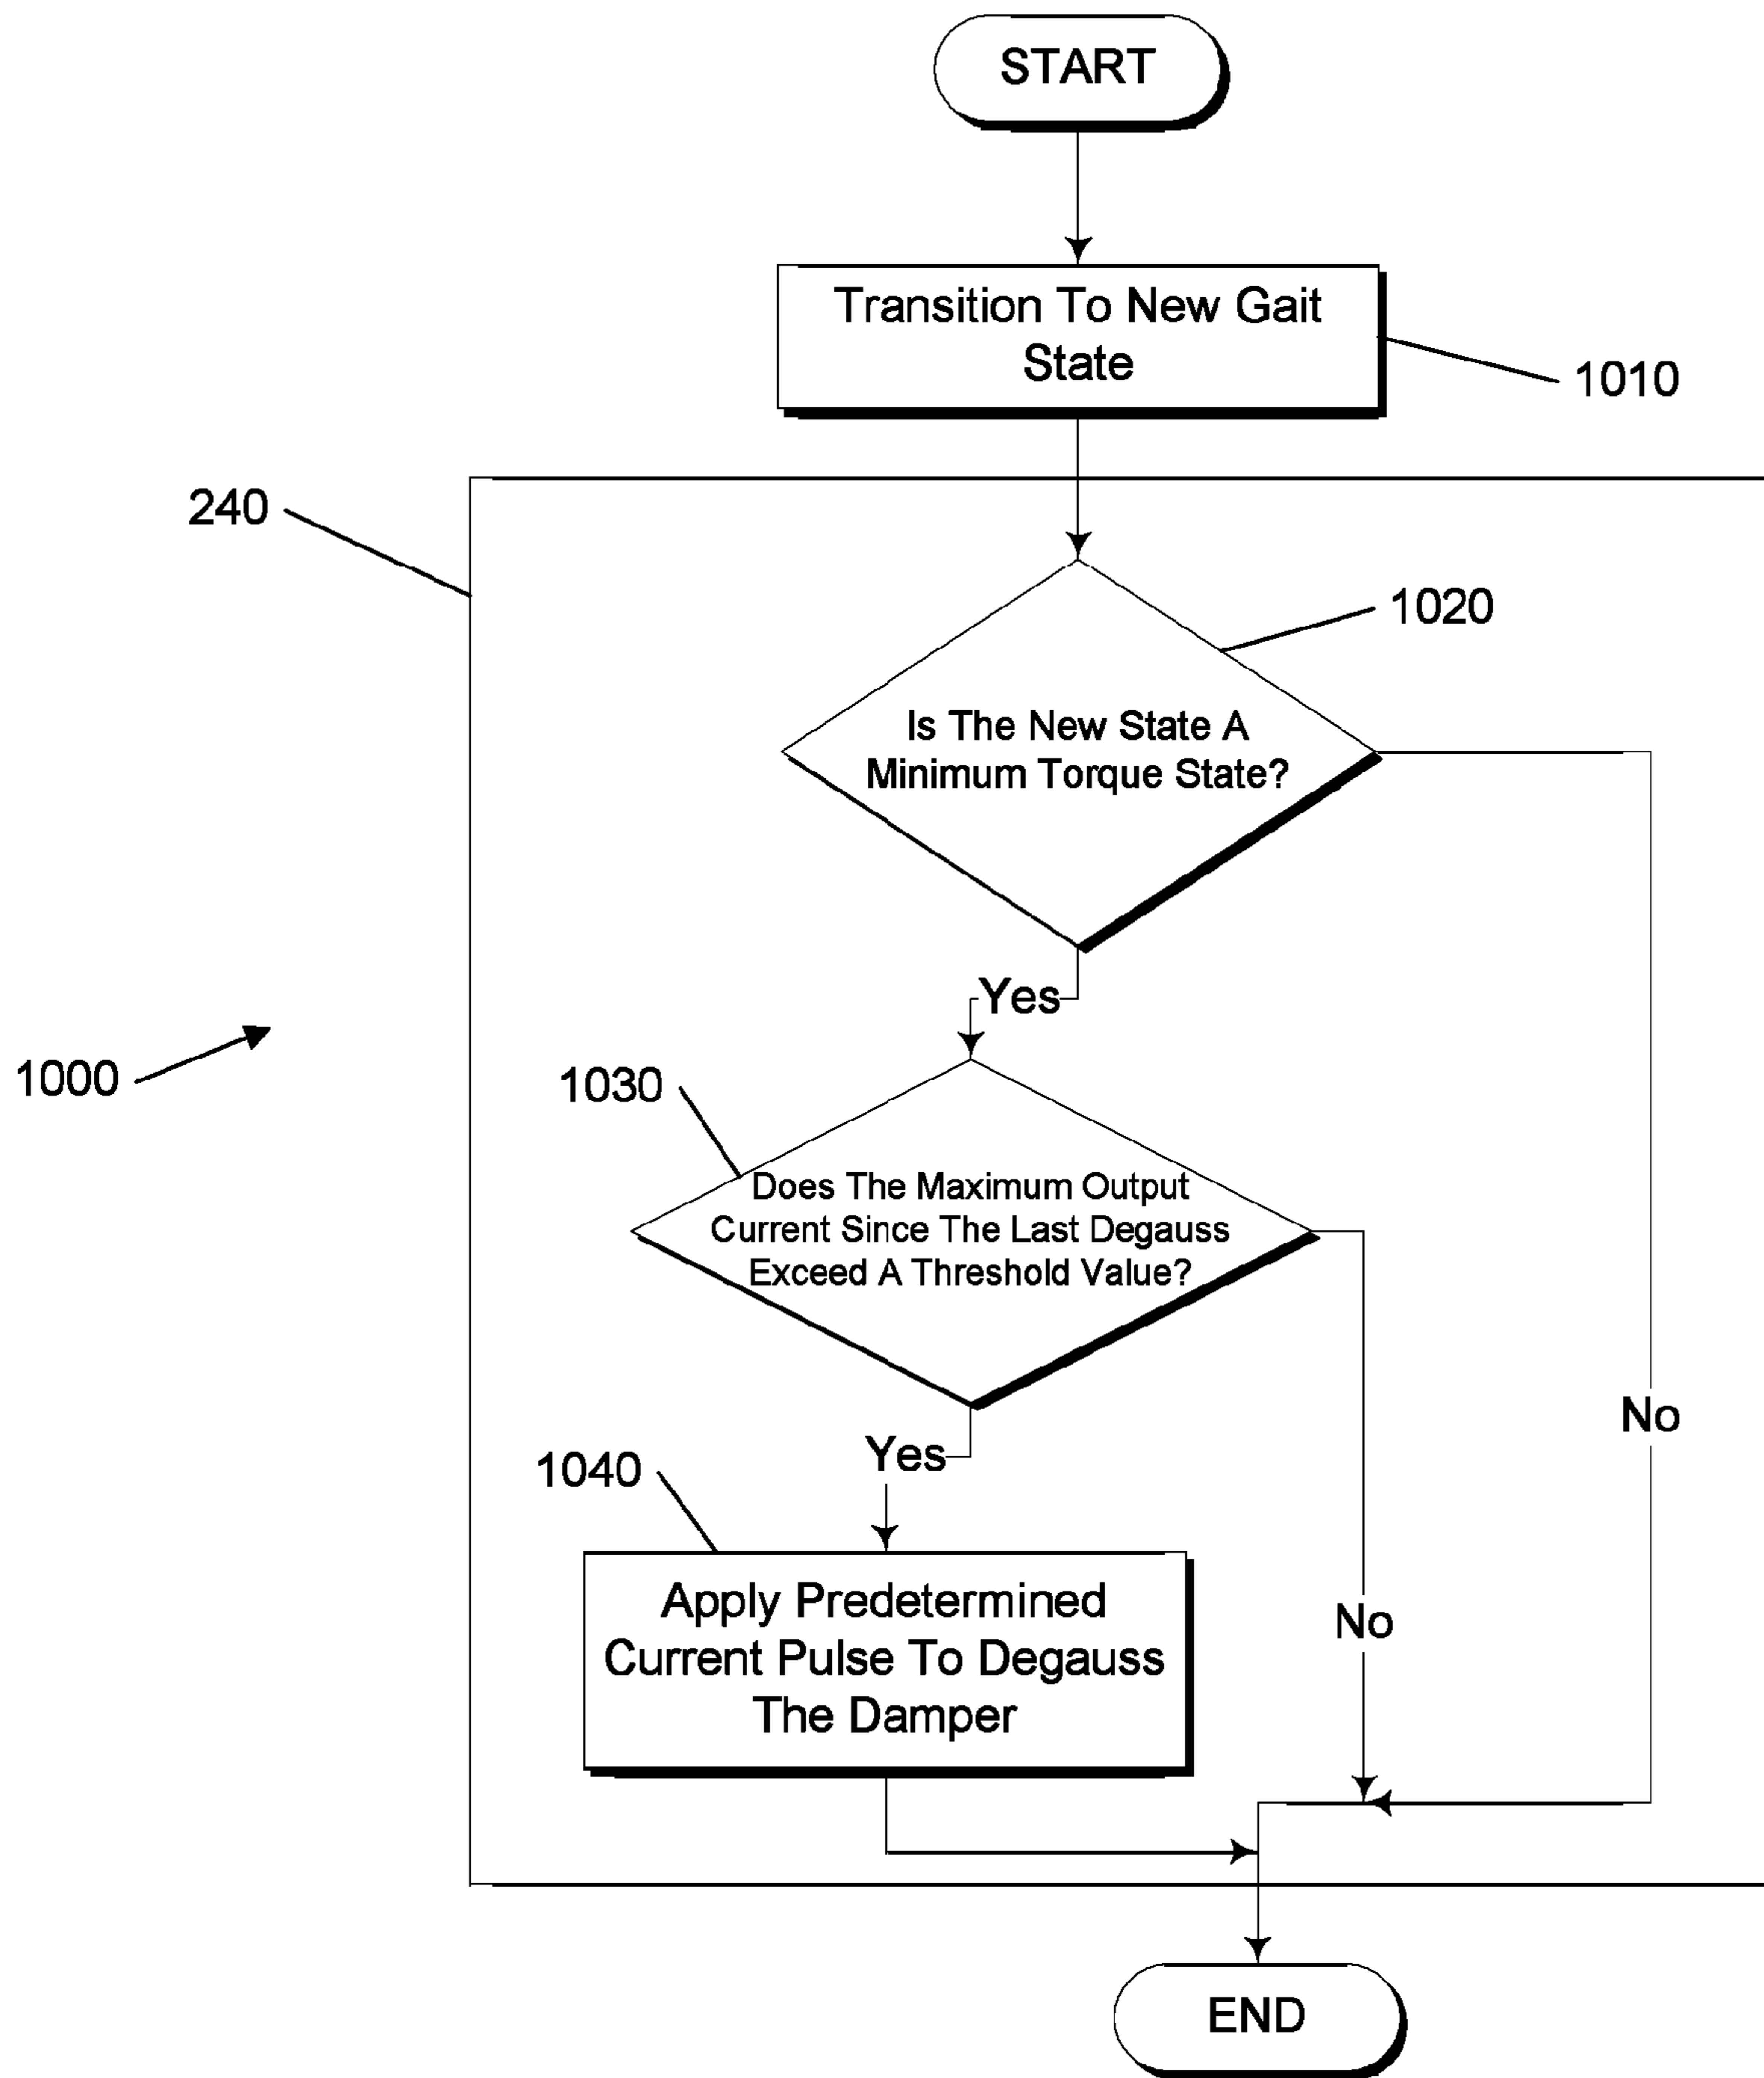 START
Transition To New Gait
State
1010
240
1020
Is The New State A
Minimum Torque State?
Yes
1000
1030
Does The Maximum Output
Current Since The Last Degauss
Exceed A Threshold Value?
No
Yes
1040
Apply Predetermined
Current Pulse To Degauss
The Damper
No
END